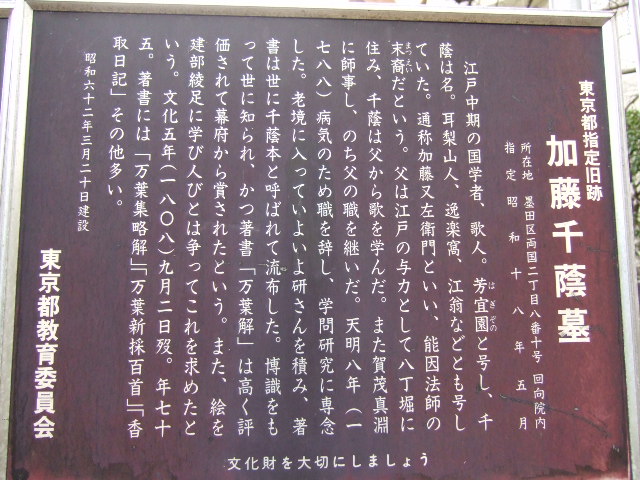 東京都指定旧跡
加藤千蔭墓
所在地 墨田区両国二丁目八番十号 回向院内
指定 昭和十八年五月
江戸中期の国学者、歌人。芳宜園と号し、千
はぎぞの
蔭は名。耳梨山人、逸楽窩、江翁などとも号し
ていた。通称加藤又左衛門といい、能因法師の
末裔だという。父は江戸の与力として八丁堀に
まつえい
住み、千蔭は父から歌を学んだ。また賀茂真淵
に師事し、のち父の職を継いだ。天明八年(一
七八八)病気のため職を辞し、学問研究に専念
した。老境に入っていよいよ研さんを積み、著
書は世に千蔭本と呼ばれて流布した。博識をも
って世に知られ、かつ著書「万葉解」は高く評
価されて幕府から賞されたという。また、絵を
建部綾足に学び人びとは争ってこれを求めたと
いう。文化五年(一八〇八)九月二日歿。年七十
五。著書には「万葉集略解」「万葉新採百首」「香
取日記」その他多い。
昭和六十二年三月二十日建設
東京都教育委員会
文化財を大切にしましょう